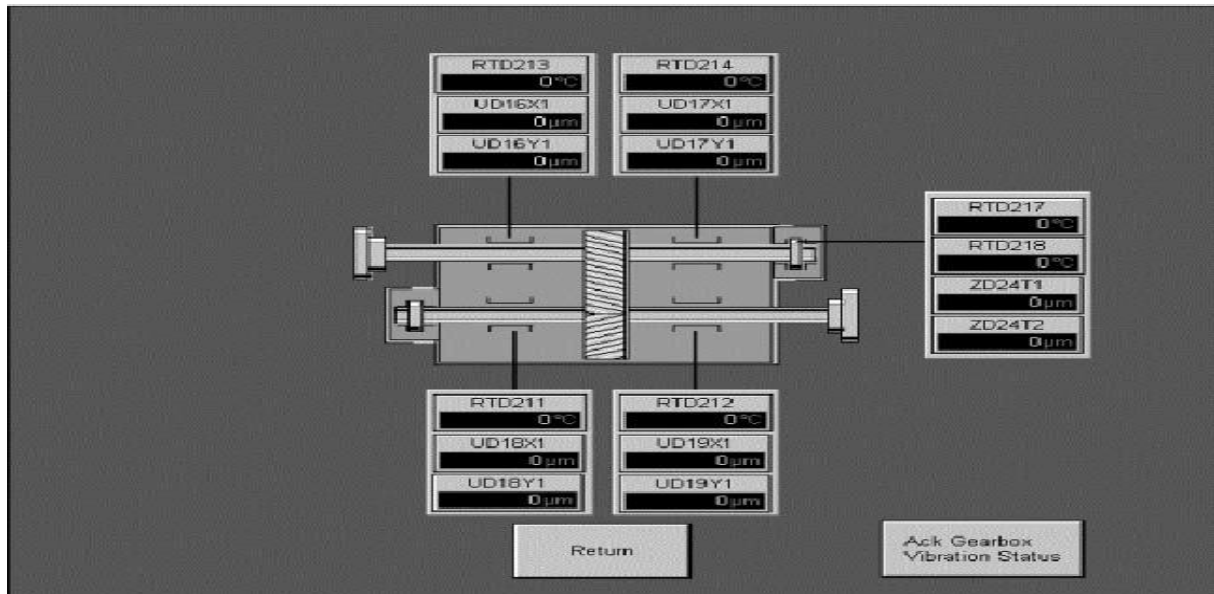 RTD213
0°C
UD16X1
0µm
UD16Y1
0µm
RTD214
0°C
UD17X1
0µm
UD17Y1
0µm
RTD217
0°C
RTD218
0°C
ZD24T1
0µm
ZD24T2
0µm
RTD211
0°C
UD18X1
0µm
UD18Y1
0µm
RTD212
0°C
UD19X1
0µm
UD19Y1
0µm
Return
Ack Gearbox
Vibration Status